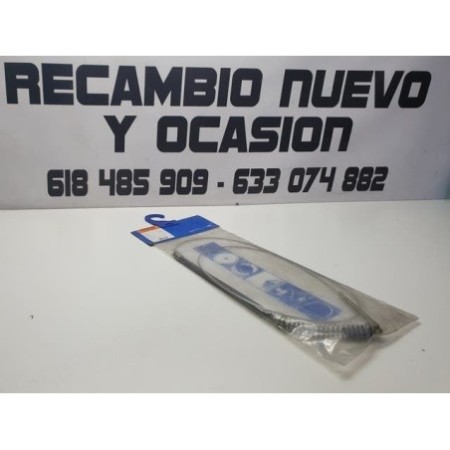 RECAMBIO NUEVO
Y OCASION
618 485 909 - 633 074 882